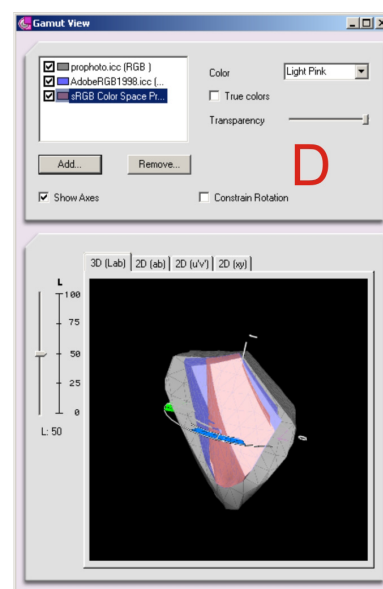 Gamut View
prophoto.icc (RGB )
AdobeRGB1998.icc (...
sRGB Color Space Pr...
Color
Light Pink
True colors
Transparency
D
Add...
Remove...
Show Axes
Constrain Rotation
3D (Lab)
2D (ab)
2D (u'v')
2D (xy)
L
100
75
50
25
0
L: 50